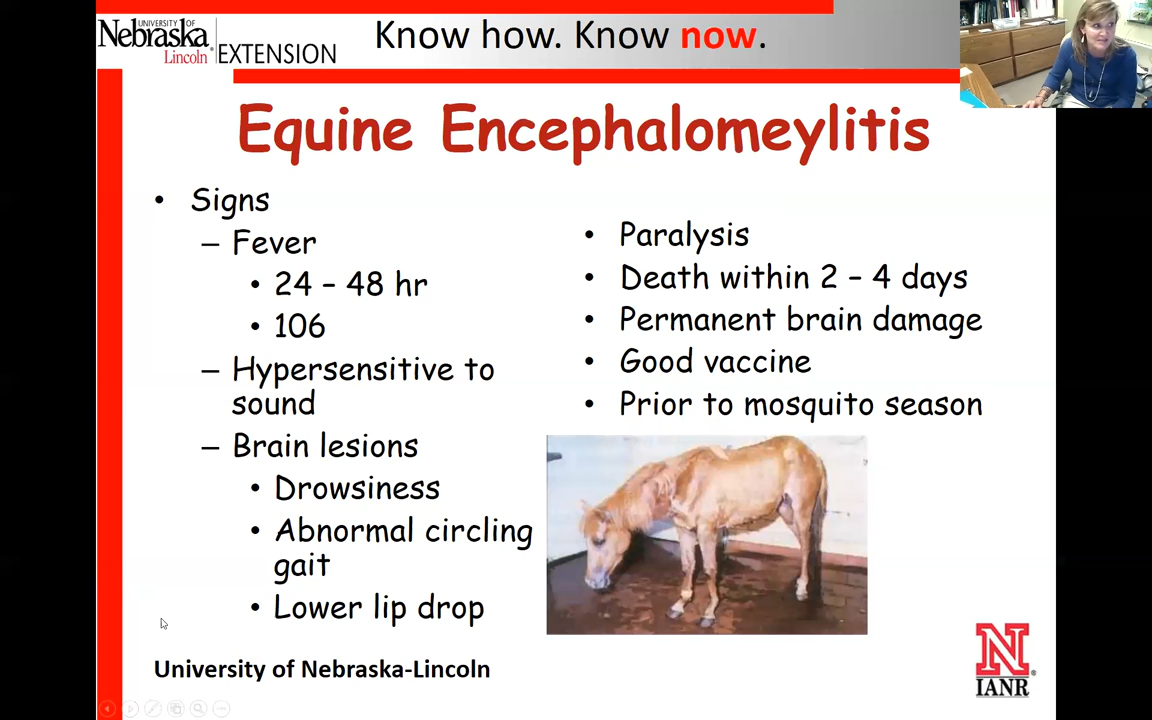 UNIVERSITY OF
Nebraska
Lincoln
EXTENSION
Know how. Know now.
Equine Encephalomeylitis
• Signs
– Fever
• 24 – 48 hr
• 106
– Hypersensitive to
sound
– Brain lesions
• Drowsiness
• Abnormal circling
gait
• Lower lip drop
• Paralysis
• Death within 2 – 4 days
• Permanent brain damage
• Good vaccine
• Prior to mosquito season
University of Nebraska-Lincoln
N
IANR